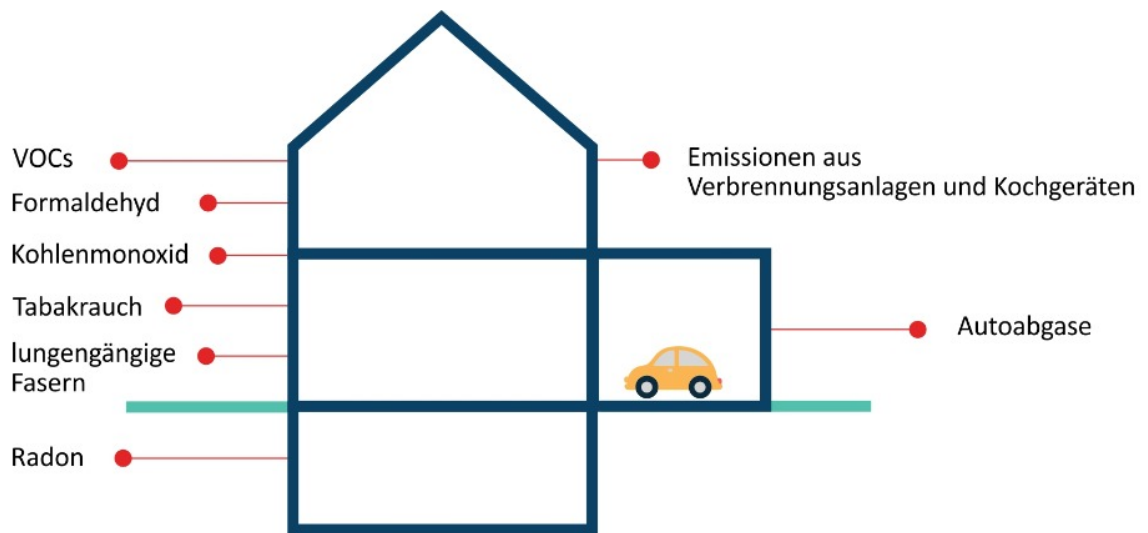 VOCs
Formaldehyd
Kohlenmonoxid
Tabakrauch
lungengängige
Fasern
Radon
Emissionen aus
Verbrennungsanlagen und Kochgeräten
Autoabgase